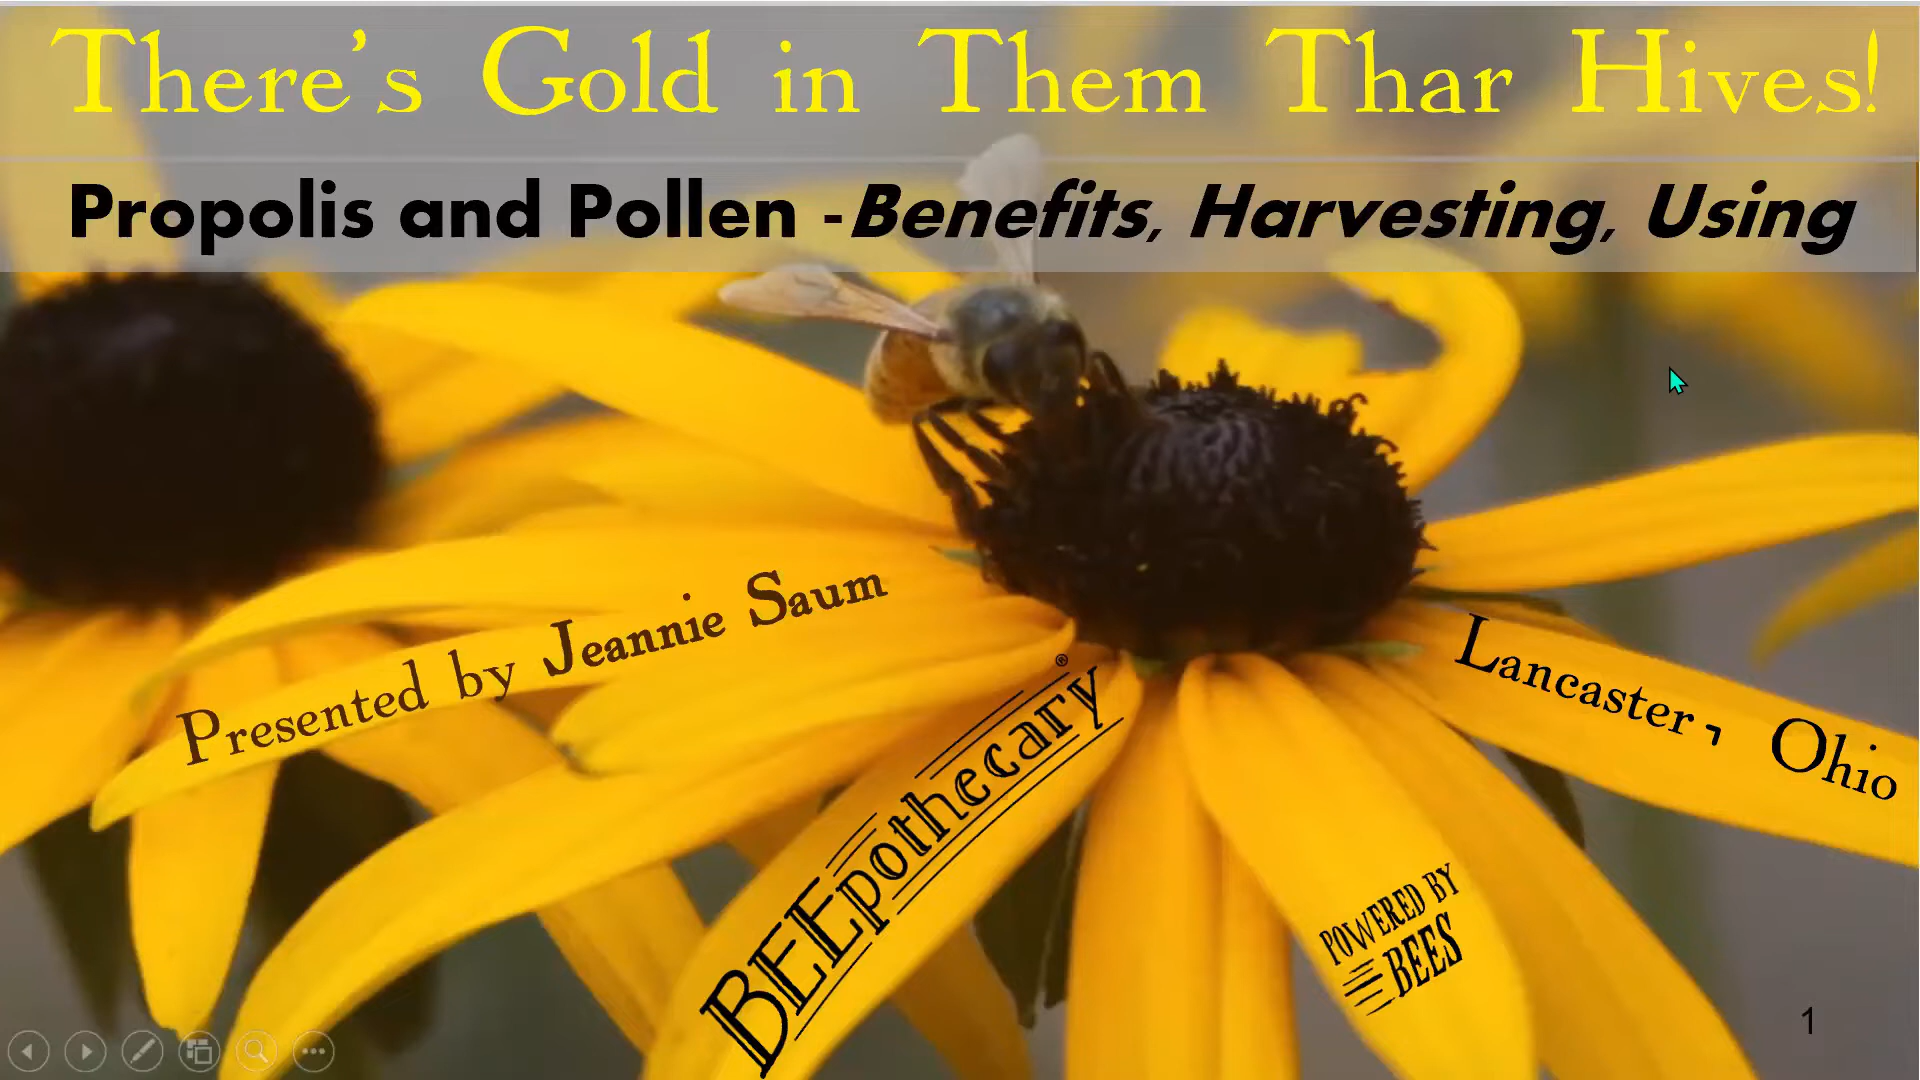 There's Gold in Them Thar Hives!
Propolis and Pollen -Benefits, Harvesting, Using
Presented by Jeannie Saum
BEEpothecary®
Lancaster, Ohio
POWERED BY
BEES
1